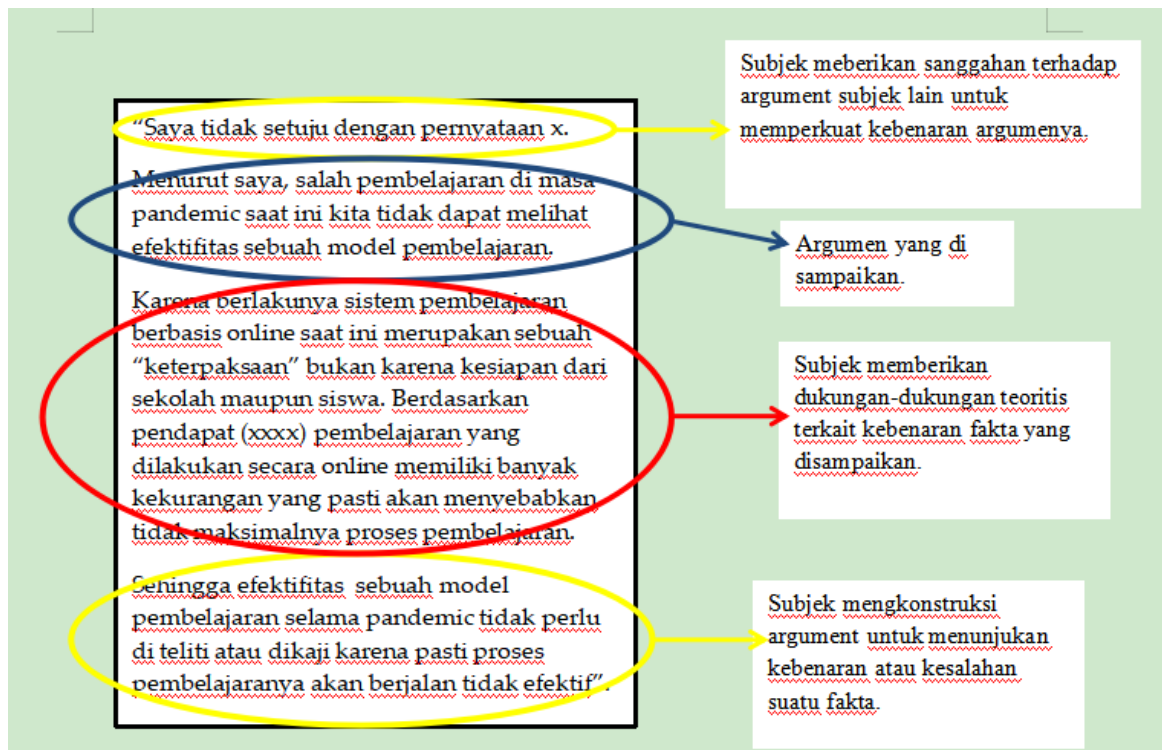 “Saya tidak setuju dengan pernyataan x.
Menurut saya, salah pembelajaran di masa
pandemic saat ini kita tidak dapat melihat
efektifitas sebuah model pembelajaran.
Karena berlakunya sistem pembelajaran
berbasis online saat ini merupakan sebuah
“keterpaksaan” bukan karena kesiapan dari
sekolah maupun siswa. Berdasarkan
pendapat (xxxx) pembelajaran yang
dilakukan secara online memiliki banyak
kekurangan yang pasti akan menyebabkan
tidak maksimalnya proses pembelajaran.
Sehingga efektifitas sebuah model
pembelajaran selama pandemic tidak perlu
di teliti atau dikaji karena pasti proses
pembelajaranya akan berjalan tidak efektif”.
Subjek meberikan sanggahan terhadap
argument subjek lain untuk
memperkuat kebenaran argumenya.
Argumen yang di
sampaikan.
Subjek memberikan
dukungan-dukungan teoritis
terkait kebenaran fakta yang
disampaikan.
Subjek mengkonstruksi
argument untuk menunjukan
kebenaran atau kesalahan
suatu fakta.